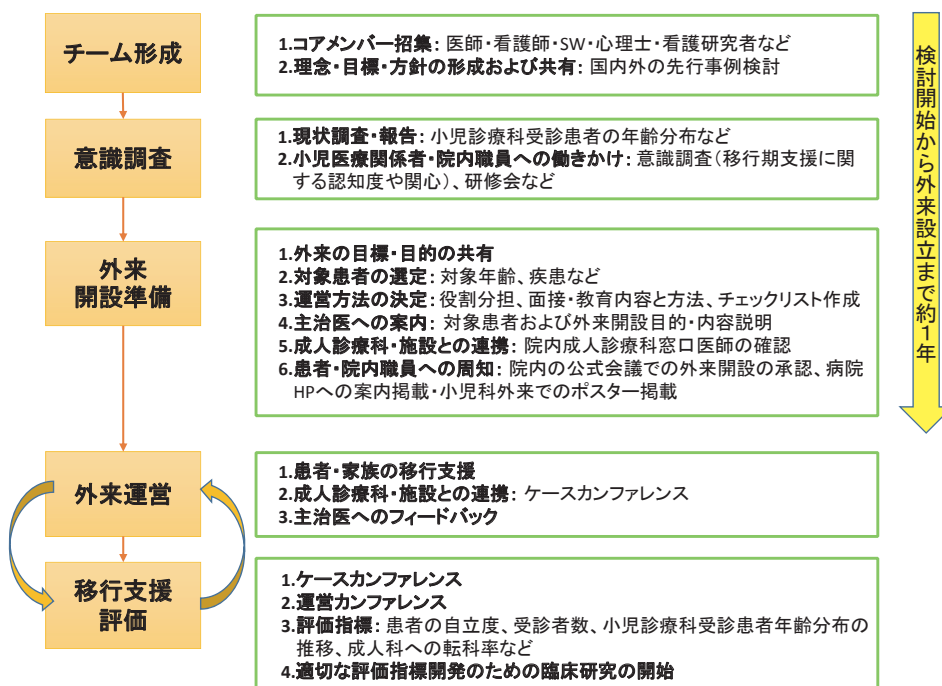 チーム形成
1.コアメンバー招集: 医師・看護師・SW・心理士・看護研究者など
2.理念・目標・方針の形成および共有: 国内外の先行事例検討
意識調査
1.現状調査・報告: 小児診療科受診患者の年齢分布など
2.小児医療関係者・院内職員への働きかけ: 意識調査(移行期支援に関
する認知度や関心)、研修会など
外来
開設準備
1.外来の目標・目的の共有
2.対象患者の選定: 対象年齢、疾患など
3.運営方法の決定: 役割分担、面接・教育内容と方法、チェックリスト作成
4.主治医への案内: 対象患者および外来開設目的・内容説明
5.成人診療科・施設との連携: 院内成人診療科窓口医師の確認
6.患者・院内職員への周知: 院内の公式会議での外来開設の承認、病院
HPへの案内掲載・小児科外来でのポスター掲載
外来運営
1.患者・家族の移行支援
2.成人診療科・施設との連携: ケースカンファレンス
3.主治医へのフィードバック
移行支援
評価
1.ケースカンファレンス
2.運営カンファレンス
3.評価指標: 患者の自立度、受診者数、小児診療科受診患者年齢分布の
推移、成人科への転科率など
4.適切な評価指標開発のための臨床研究の開始
検討開始から外来設立まで約1年